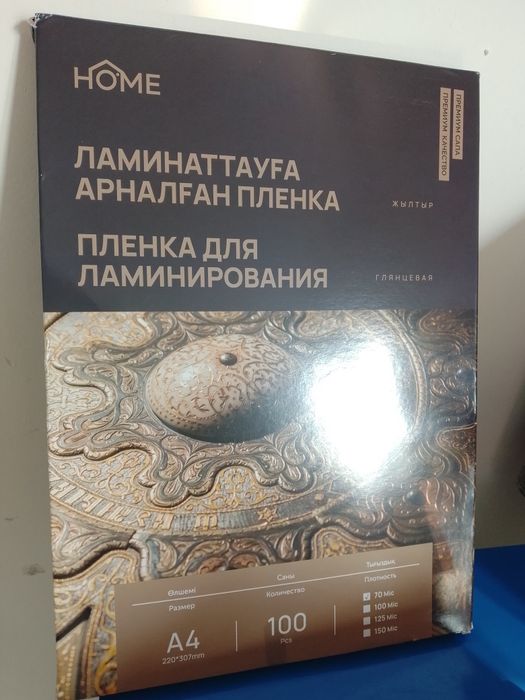 HOME
ПРЕМИУМ САПА
ПРЕМИУМ КАЧЕСТВО
ЛАМИНАТТАУҒА
АРНАЛҒАН ПЛЕНКА
ЖЫЛТЫР
ПЛЕНКА ДЛЯ
ЛАМИНИРОВАНИЯ
ГЛЯНЦЕВАЯ
Өлшемі
Размер
A4
220*307mm
Саны
Количество
100
Pcs
Тығыздық
Плотность
70 Mic
100 Mic
125 Mic
150 Mic